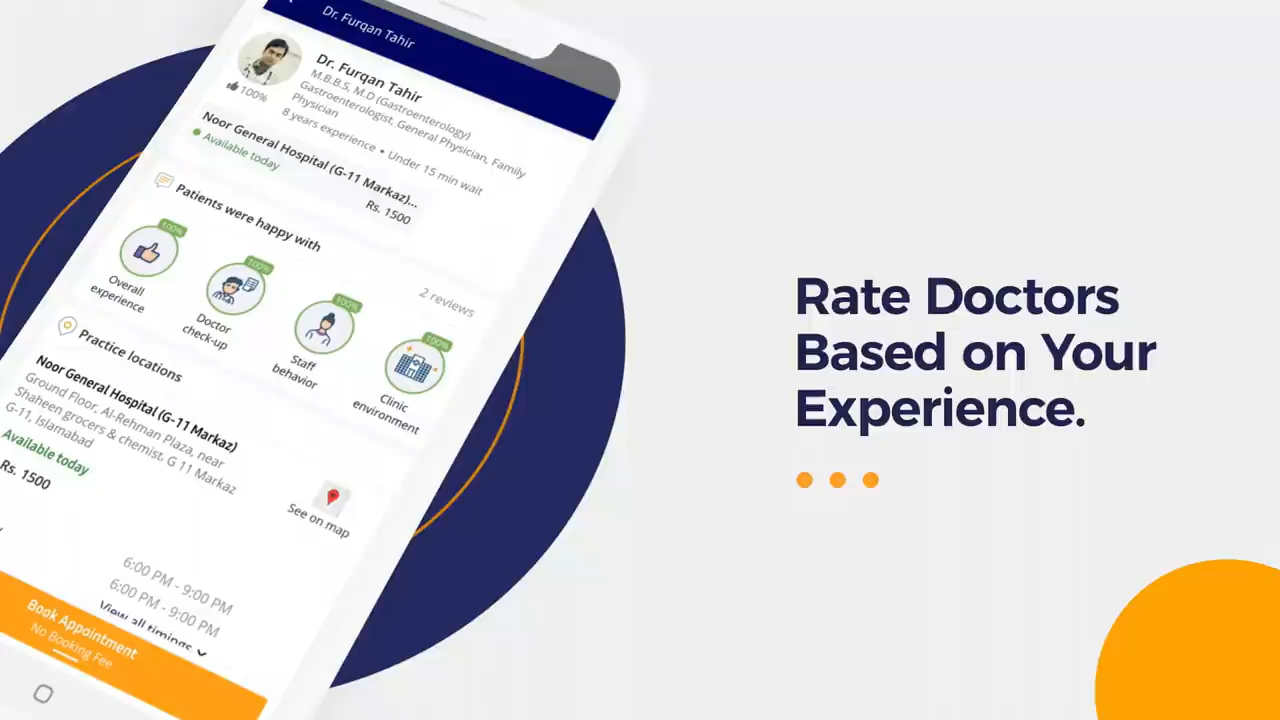 Dr. Furqan Tahir
Dr. Furqan Tahir
M.B.B.S, M.D (Gastroenterology)
Gastroenterologist, General Physician, Family
Physician
100%
8 years experience • Under 15 min wait
Noor General Hospital (G-11 Markaz)...
Available today
Rs. 1500
Patients were happy with
2 reviews
100%
Overall
experience
100%
Doctor
check-up
100%
Staff
behavior
100%
Clinic
environment
Practice locations
Noor General Hospital (G-11 Markaz)
Ground Floor, Al-Rehman Plaza, near
Shaheen grocers & chemist, G 11 Markaz
G-11, Islamabad
Available today
Rs. 1500
See on map
6:00 PM - 9:00 PM
6:00 PM - 9:00 PM
View all timings
Book Appointment
No Booking Fee
Rate Doctors
Based on Your
Experience.